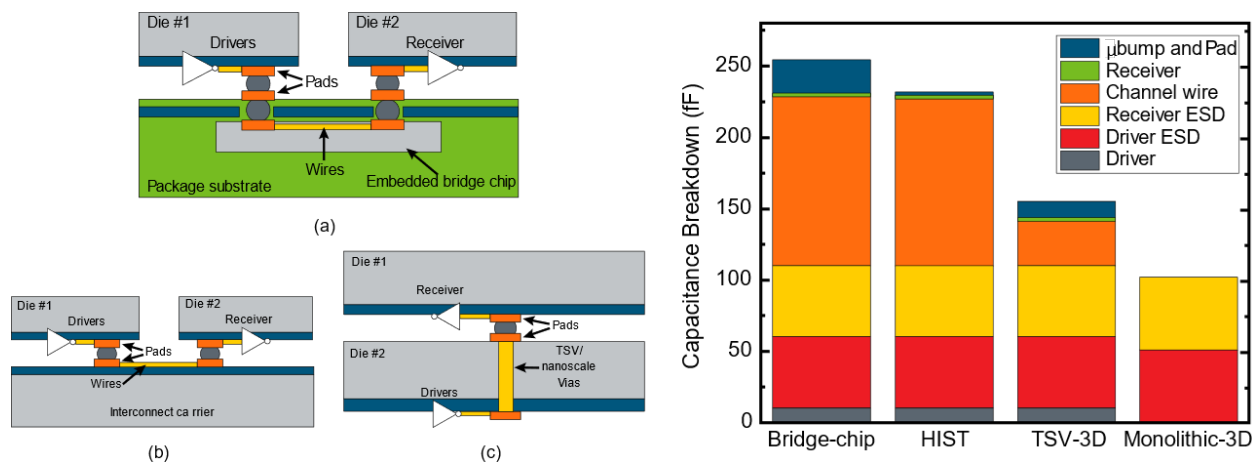 Die #1
Die #2
Drivers
Receiver
Pads
Wires
Package substrate
Embedded bridge chip
(a)
Die #1
Die #2
Drivers
Receiver
Pads
Wires
Interconnect ca rrier
(b)
Die #1
Receiver
Pads
Die #2
TSV/
nanoscale
Vias
Drivers
(c)
Capacitance Breakdown (fF)
250
200
150
100
50
0
μbump and Pad
Receiver
Channel wire
Receiver ESD
Driver ESD
Driver
Bridge-chip
HIST
TSV-3D
Monolithic-3D